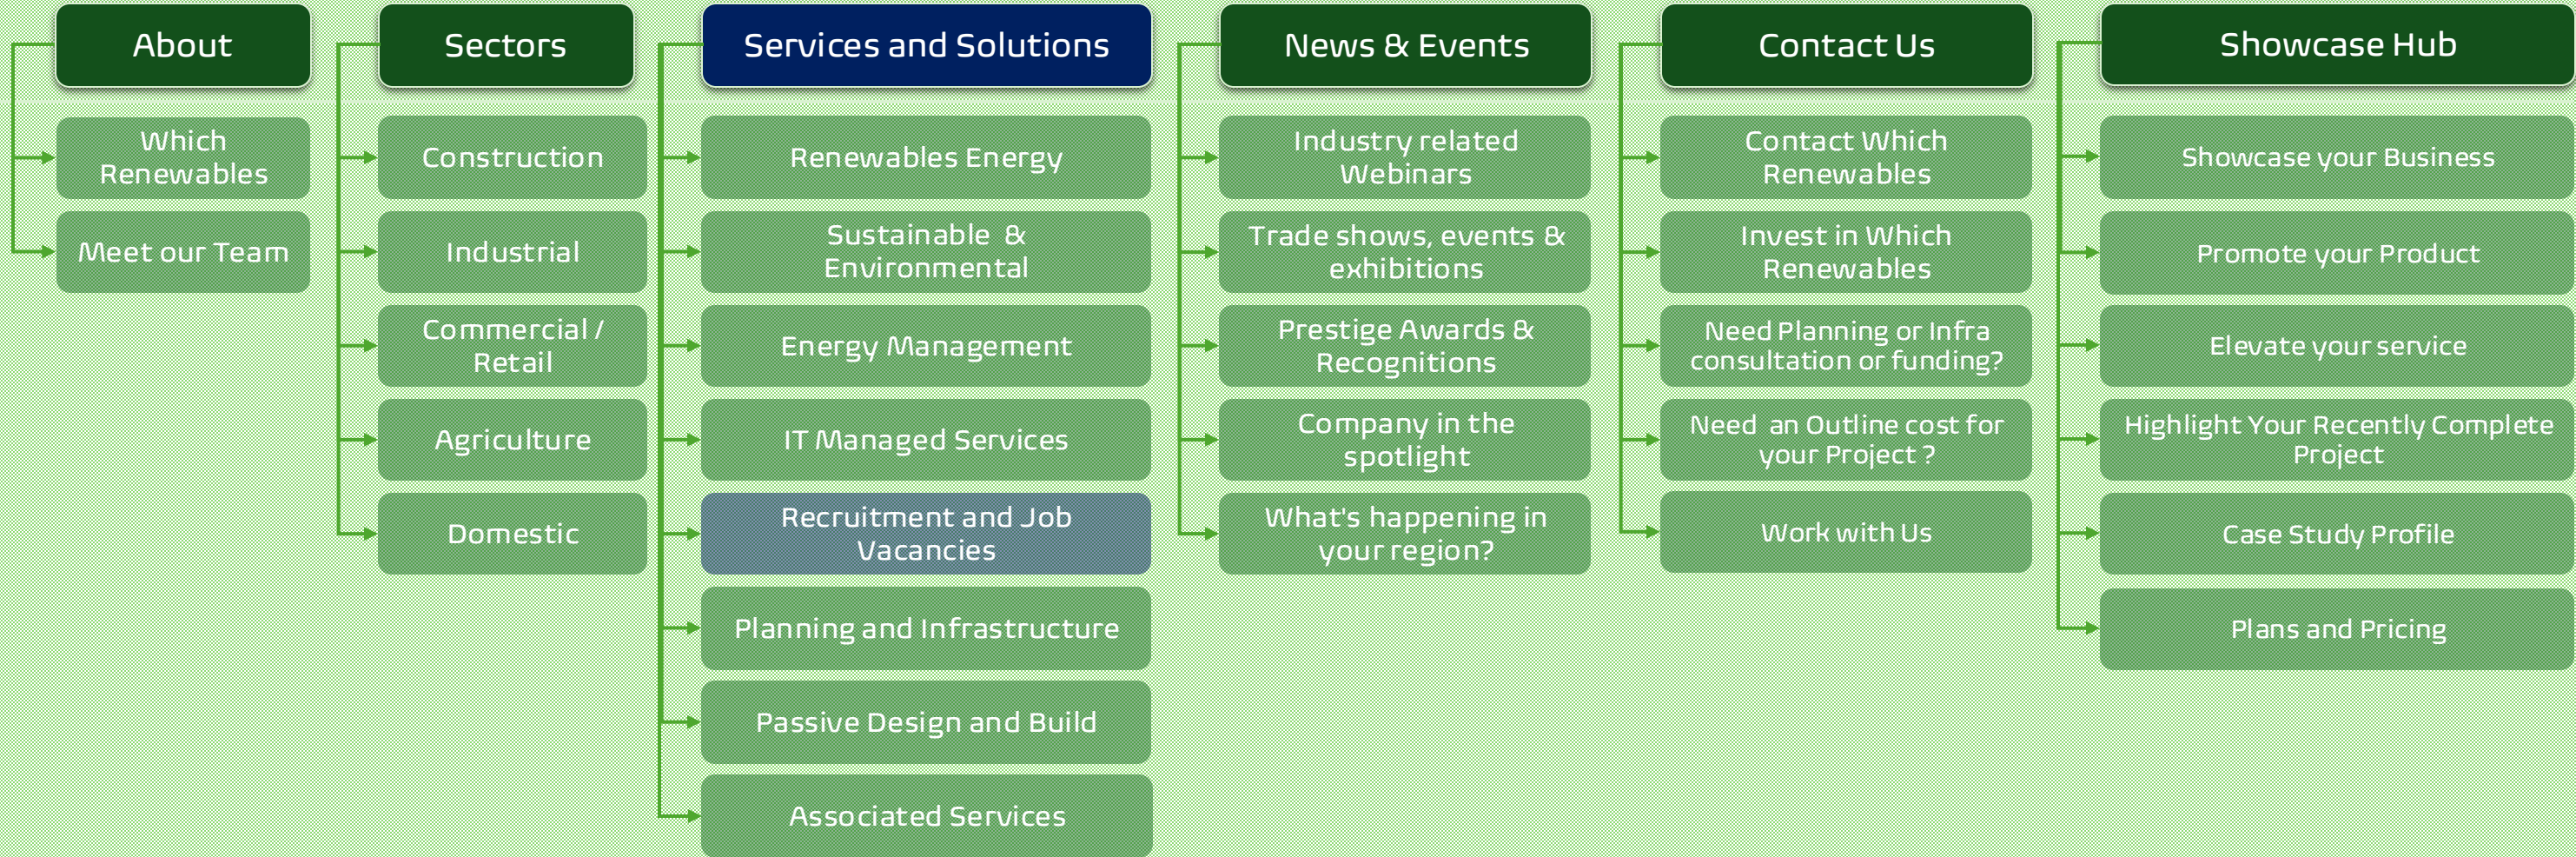 About
Which
Renewables
Meet our Team
Sectors
Construction
Industrial
Commercial /
Retail
Agriculture
Domestic
Services and Solutions
Renewables Energy
Sustainable &
Environmental
Energy Management
IT Managed Services
Recruitment and Job
Vacancies
Planning and Infrastructure
Passive Design and Build
Associated Services
News & Events
Industry related
Webinars
Trade shows, events &
exhibitions
Prestige Awards &
Recognitions
Company in the
spotlight
What's happening in
your region?
Contact Us
Contact Which
Renewables
Invest in Which
Renewables
Need Planning or Infra
consultation or funding?
Need an Outline cost for
your Project ?
Work with Us
Showcase Hub
Showcase your Business
Promote your Product
Elevate your service
Highlight Your Recently Complete
Project
Case Study Profile
Plans and Pricing